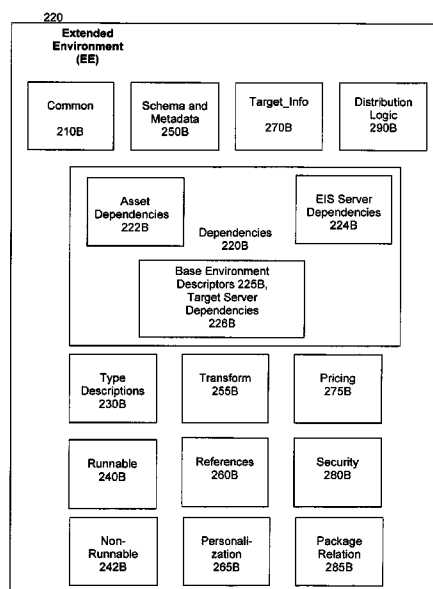 220
Extended
Environment
(EE)
Common
210B
Schema and
Metadata
250B
Target_Info
270B
Distribution
Logic
290B
Asset
Dependencies
222B
Dependencies
220B
EIS Server
Dependencies
224B
Base Environment
Descriptors 225B,
Target Server
Dependencies
226B
Type
Descriptions
230B
Transform
255B
Pricing
275B
Runnable
240B
References
260B
Security
280B
Non-
Runnable
242B
Personali-
zation
265B
Package
Relation
285B